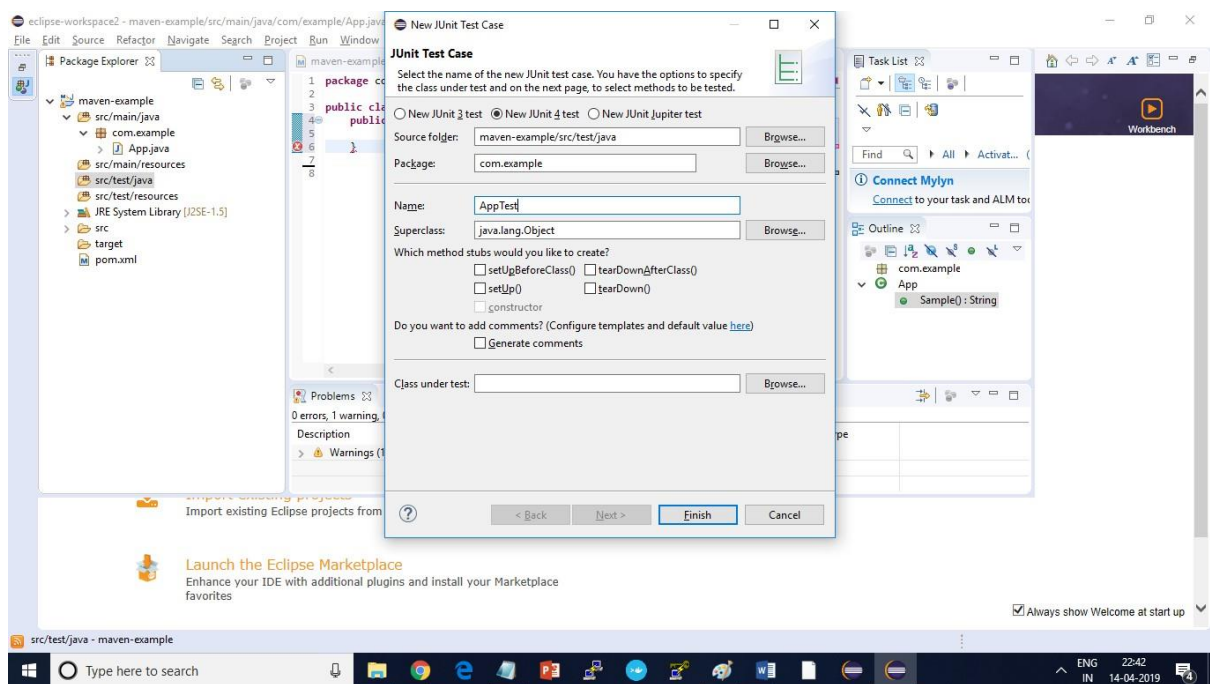 eclipse-workspace2 - maven-example/src/main/java/com/example/App.java
File Edit Source Refactor Navigate Search Project Run Window
Package Explorer
maven-example
src/main/java
com.example
App.java
src/main/resources
src/test/java
src/test/resources
JRE System Library [J2SE-1.5]
src
target
pom.xml
maven-example
1 package co
2
3 public cla
4 public
5
6 }
7
8
New JUnit Test Case
JUnit Test Case
Select the name of the new JUnit test case. You have the options to specify
the class under test and on the next page, to select methods to be tested.
New JUnit 3 test New JUnit 4 test New JUnit Jupiter test
Source folder: maven-example/src/test/java Browse...
Package: com.example Browse...
Name: AppTest
Superclass: java.lang.Object Browse...
Which method stubs would you like to create?
setUpBeforeClass() tearDownAfterClass()
setUp() tearDown()
constructor
Do you want to add comments? (Configure templates and default value here)
Generate comments
Class under test: Browse...
< Back Next > Finish Cancel
Task List
Find All Activat...
Connect Mylyn
Connect to your task and ALM too
Outline
com.example
App
Sample() : String
Workbench
Problems
0 errors, 1 warning,
Description
Warnings (1
Import existing projects
Import existing Eclipse projects from
Launch the Eclipse Marketplace
Enhance your IDE with additional plugins and install your Marketplace
favorites
Always show Welcome at start up
src/test/java - maven-example
Type here to search
ENG 22:42
IN 14-04-2019
4